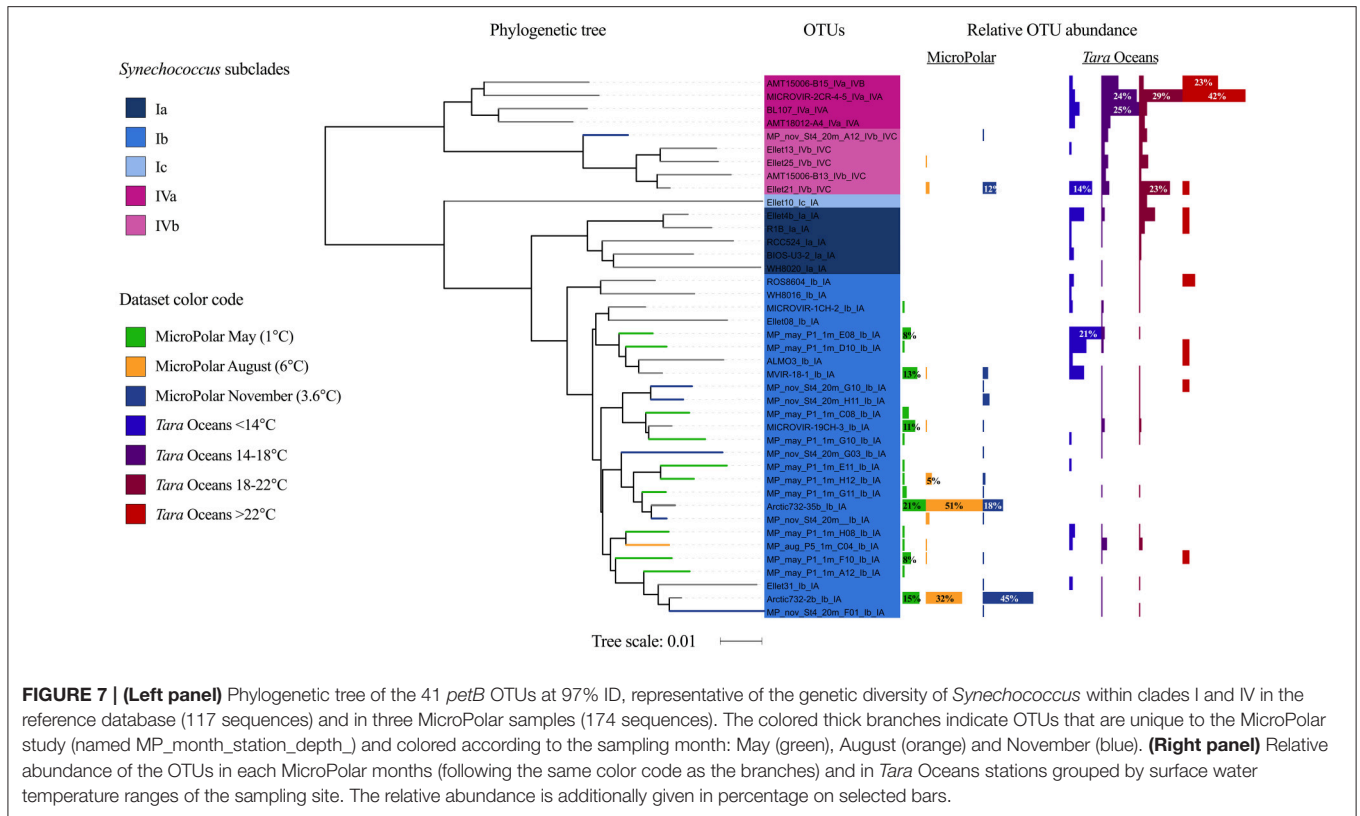 Phylogenetic tree
OTUs
Relative OTU abundance
MicroPolar
Tara Oceans
Synechococcus subclades
Ia
Ib
Ic
IVa
IVb
Dataset color code
MicroPolar May (1°C)
MicroPolar August (6°C)
MicroPolar November (3.6°C)
Tara Oceans <14°C
Tara Oceans 14-18°C
Tara Oceans 18-22°C
Tara Oceans >22°C
AMT15006-B15_IVa_IVB 23%
MICROVIR-2CR-4-5_IVa_IVA 24% 29% 42%
BL107_IVa_IVA 25%
AMT18012-A4_IVa_IVA
MP_nov_St4_20m_A12_IVb_IVC
Ellet13_IVb_IVC
Ellet25_IVb_IVC
AMT15006-B13_IVb_IVC
Ellet21_IVb_IVC 12% 14% 23%
Ellet10_Ic_IA
Ellet4b_Ia_IA
R1B_Ia_IA
RCC524_Ia_IA
BIOS-U3-2_Ia_IA
WH8020_Ia_IA
ROS8604_Ib_IA
WH8016_Ib_IA
MICROVIR-1CH-2_Ib_IA
Ellet08_Ib_IA
MP_may_P1_1m_E08_Ib_IA 8% 21%
MP_may_P1_1m_D10_Ib_IA
ALMO3_Ib_IA
MVIR-18-1_Ib_IA 13%
MP_nov_St4_20m_G10_Ib_IA
MP_nov_St4_20m_H11_Ib_IA
MP_may_P1_1m_C08_Ib_IA
MICROVIR-19CH-3_Ib_IA 11%
MP_may_P1_1m_G10_Ib_IA
MP_nov_St4_20m_G03_Ib_IA
MP_may_P1_1m_E11_Ib_IA
MP_may_P1_1m_H12_Ib_IA 5%
MP_may_P1_1m_G11_Ib_IA
Arctic732-35b_Ib_IA 21% 51% 18%
MP_nov_St4_20m__Ib_IA
MP_may_P1_1m_H08_Ib_IA
MP_aug_P5_1m_C04_Ib_IA
MP_may_P1_1m_F10_Ib_IA 8%
MP_may_P1_1m_A12_Ib_IA
Ellet31_Ib_IA
Arctic732-2b_Ib_IA 15% 32% 45%
MP_nov_St4_20m_F01_Ib_IA
Tree scale: 0.01
FIGURE 7 | (Left panel) Phylogenetic tree of the 41 petB OTUs at 97% ID, representative of the genetic diversity of Synechococcus within clades I and IV in the
reference database (117 sequences) and in three MicroPolar samples (174 sequences). The colored thick branches indicate OTUs that are unique to the MicroPolar
study (named MP_month_station_depth_) and colored according to the sampling month: May (green), August (orange) and November (blue). (Right panel) Relative
abundance of the OTUs in each MicroPolar months (following the same color code as the branches) and in Tara Oceans stations grouped by surface water
temperature ranges of the sampling site. The relative abundance is additionally given in percentage on selected bars.